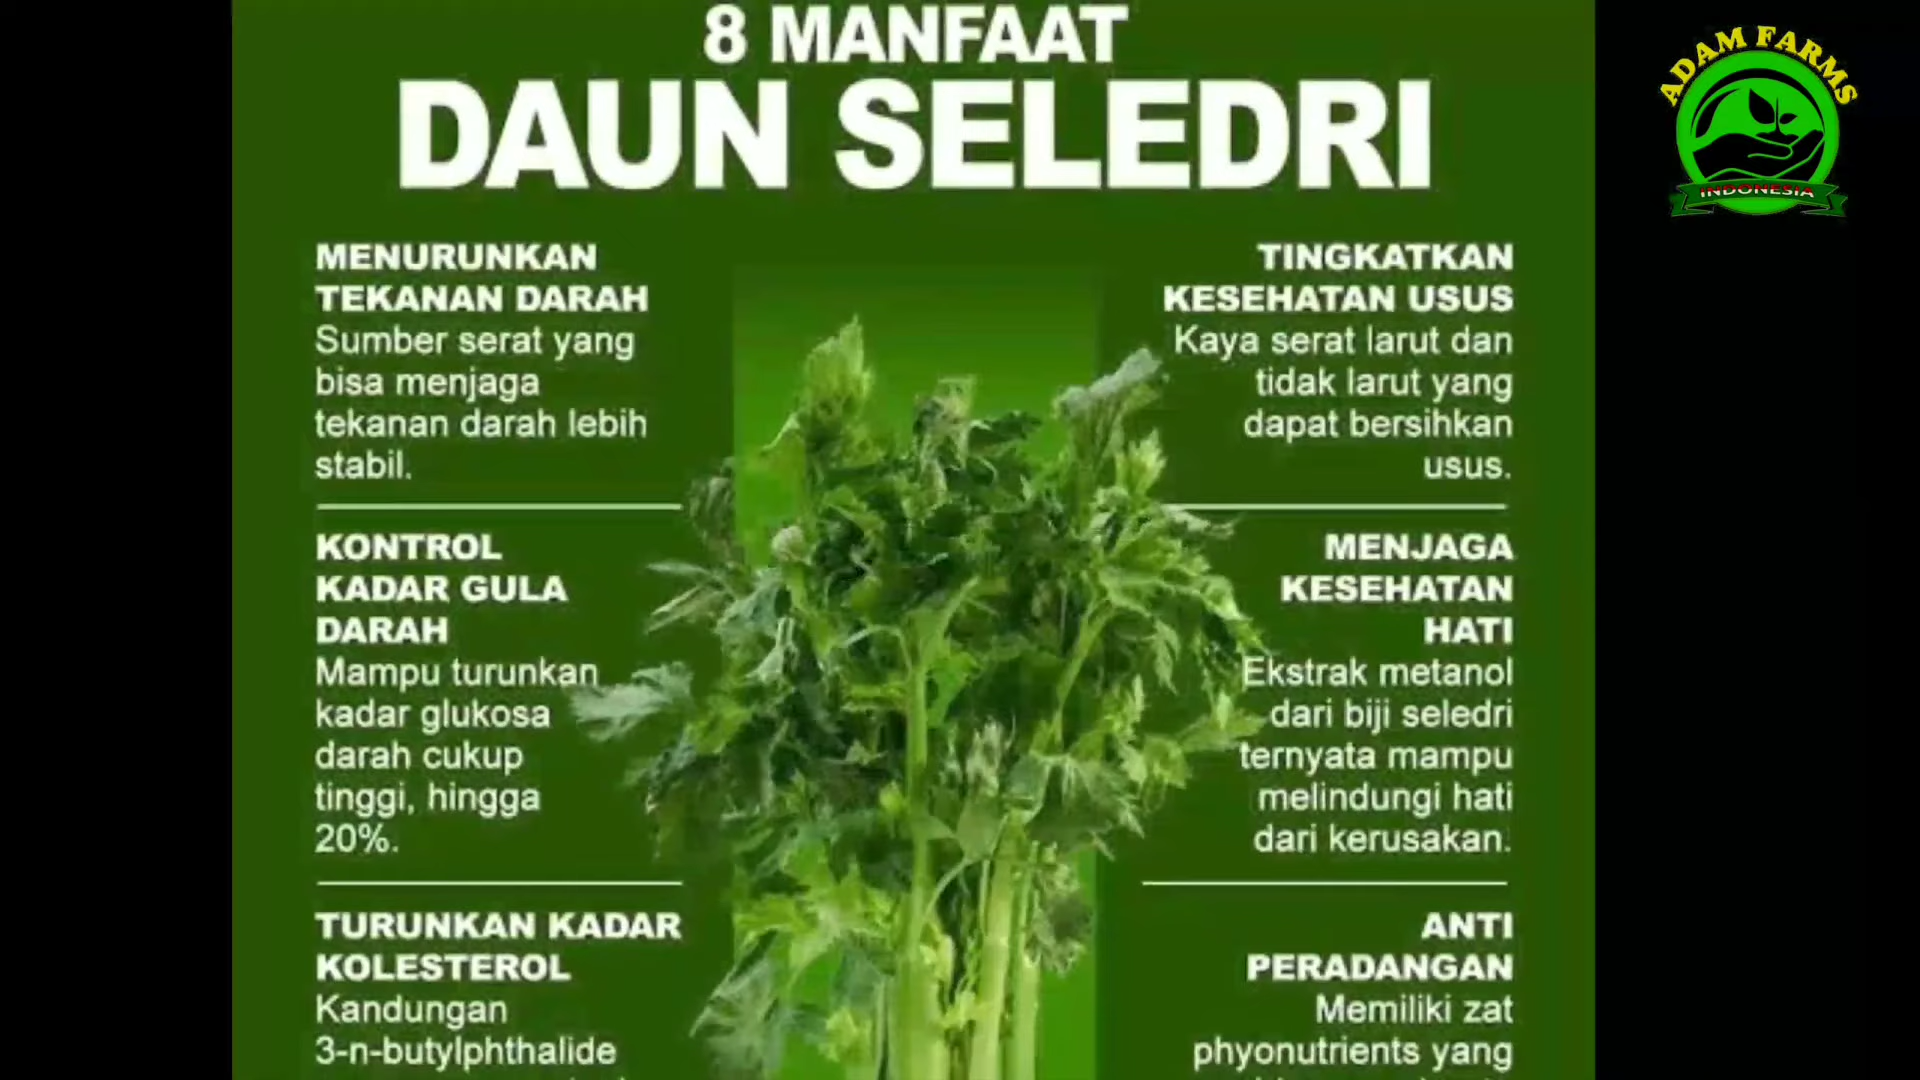 8 MANFAAT
DAUN SELEDRI
MENURUNKAN
TEKANAN DARAH
Sumber serat yang
bisa menjaga
tekanan darah lebih
stabil.
KONTROL
KADAR GULA
DARAH
Mampu turunkan
kadar glukosa
darah cukup
tinggi, hingga
20%.
TURUNKAN KADAR
KOLESTEROL
Kandungan
3-n-butylphthalide
TINGKATKAN
KESEHATAN USUS
Kaya serat larut dan
tidak larut yang
dapat bersihkan
usus.
MENJAGA
KESEHATAN
HATI
Ekstrak metanol
dari biji seledri
ternyata mampu
melindungi hati
dari kerusakan.
ANTI
PERADANGAN
Memiliki zat
phyonutrients yang
ADAM FARMS
INDONESIA